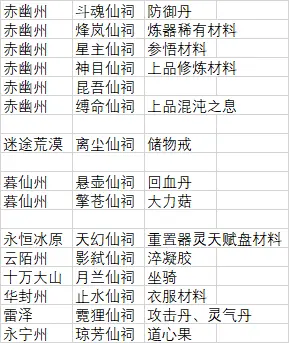 赤幽州 斗魂仙祠 防御丹
赤幽州 烽岚仙祠 炼器稀有材料
赤幽州 星主仙祠 参悟材料
赤幽州 神目仙祠 上品修炼材料
赤幽州 昆吾仙祠
赤幽州 缚命仙祠 上品混沌之息
迷途荒漠 离尘仙祠 储物戒
暮仙州 悬壶仙祠 回血丹
暮仙州 擎苍仙祠 大力菇
永恒冰原 天幻仙祠 重置器灵天赋盘材料
云陌州 影弑仙祠 淬凝胶
十万大山 月兰仙祠 坐骑
华封州 止水仙祠 衣服材料
雷泽 霓狸仙祠 攻击丹、灵气丹
永宁州 琼芳仙祠 道心果